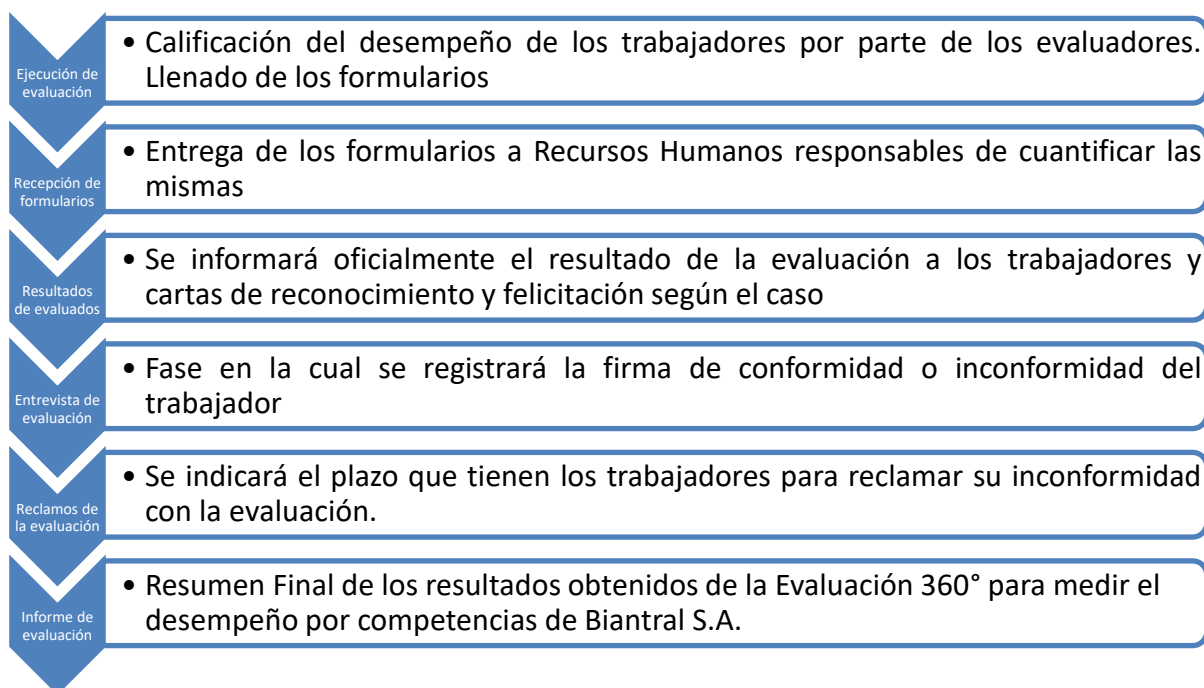 Ejecución de
evaluación
• Calificación del desempeño de los trabajadores por parte de los evaluadores.
Llenado de los formularios
Recepción de
formularios
• Entrega de los formularios a Recursos Humanos responsables de cuantificar las
mismas
Resultados
de evaluados
• Se informará oficialmente el resultado de la evaluación a los trabajadores y
cartas de reconocimiento y felicitación según el caso
Entrevista de
evaluación
• Fase en la cual se registrará la firma de conformidad o inconformidad del
trabajador
Reclamos de
la evaluación
• Se indicará el plazo que tienen los trabajadores para reclamar su inconformidad
con la evaluación.
Informe de
evaluación
• Resumen Final de los resultados obtenidos de la Evaluación 360° para medir el
desempeño por competencias de Biantral S.A.